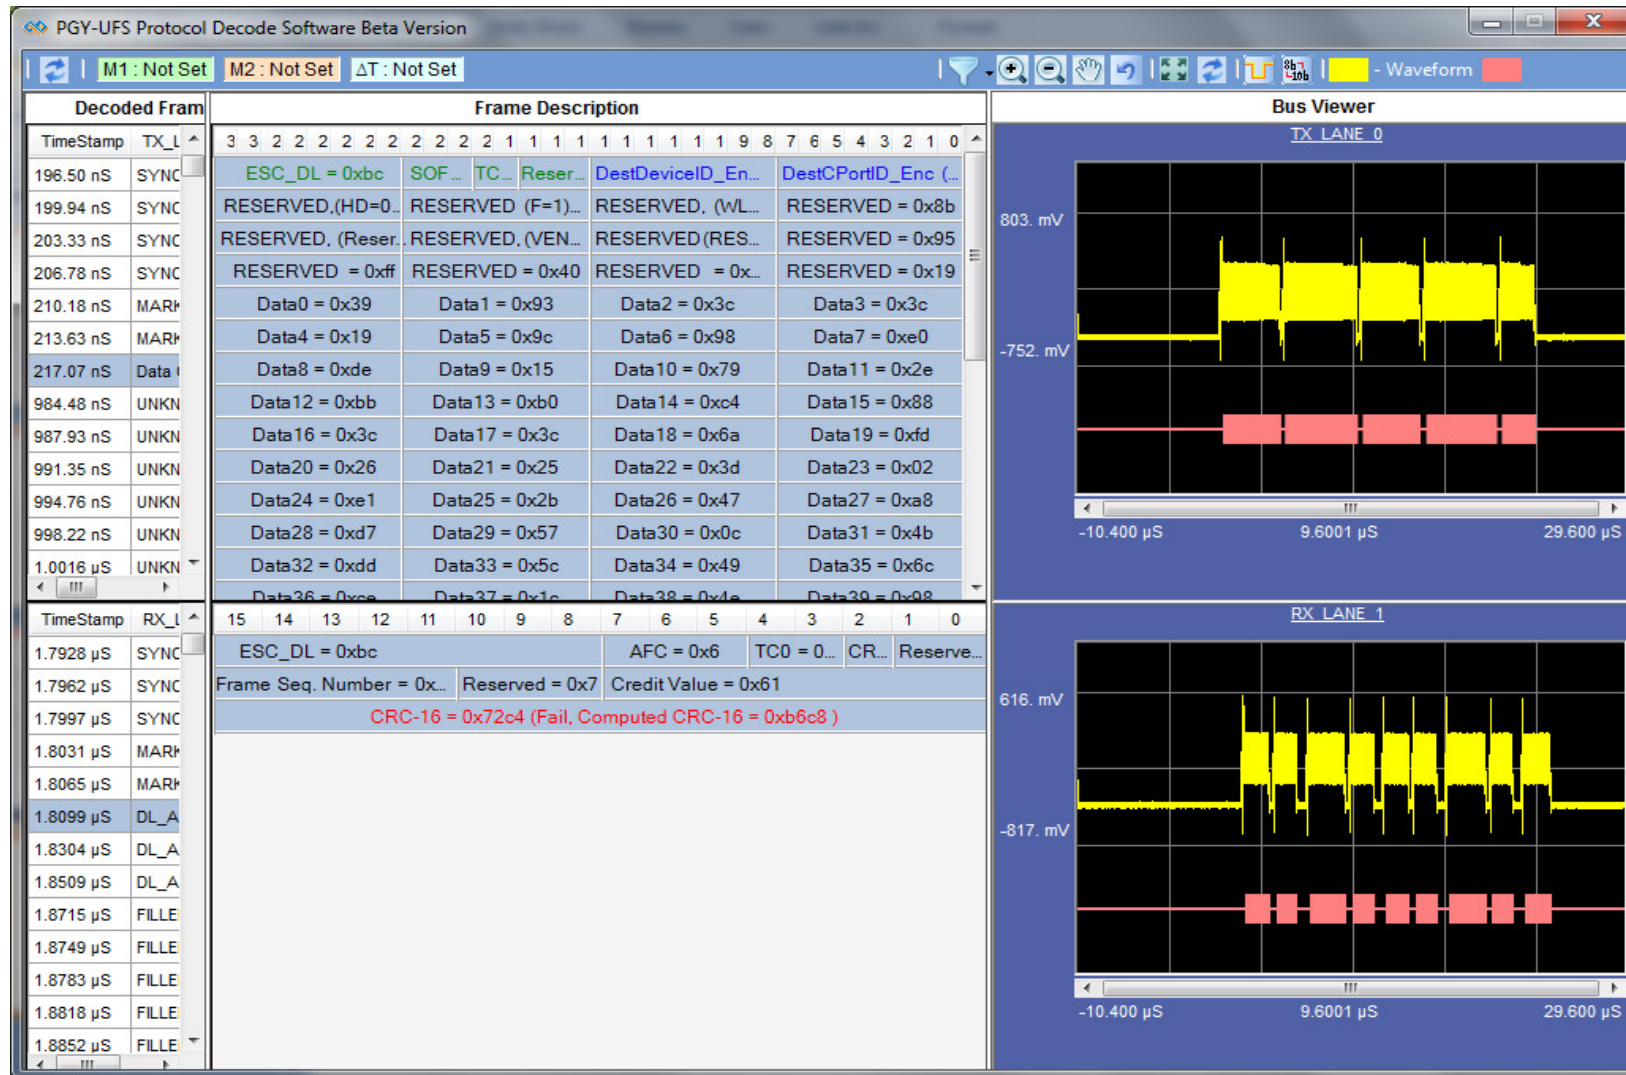 PGY-UFS Protocol Decode Software Beta Version
M1 : Not Set M2 : Not Set ΔT : Not Set - Waveform
Decoded Fram Frame Description Bus Viewer
TimeStamp TX_L 3 3 2 2 2 2 2 2 2 2 2 2 1 1 1 1 1 1 1 1 1 1 9 8 7 6 5 4 3 2 1 0
TX LANE 0
196.50 nS SYNC ESC_DL = 0xbc SOF... TC... Reser... DestDeviceID_En... DestCPortID_Enc (...
199.94 nS SYNC RESERVED,(HD=0.. RESERVED (F=1)... RESERVED, (WL... RESERVED = 0x8b
803. mV
203.33 nS SYNC RESERVED, (Reser.. RESERVED, (VEN... RESERVED(RES... RESERVED = 0x95
206.78 nS SYNC RESERVED = 0xff RESERVED = 0x40 RESERVED = 0x... RESERVED = 0x19
210.18 nS MARK Data0 = 0x39 Data1 = 0x93 Data2 = 0x3c Data3 = 0x3c
213.63 nS MARK Data4 = 0x19 Data5 = 0x9c Data6 = 0x98 Data7 = 0xe0
-752. mV
217.07 nS Data Data8 = 0xde Data9 = 0x15 Data10 = 0x79 Data11 = 0x2e
984.48 nS UNKN Data12 = 0xbb Data13 = 0xb0 Data14 = 0xc4 Data15 = 0x88
987.93 nS UNKN Data16 = 0x3c Data17 = 0x3c Data18 = 0x6a Data19 = 0xfd
991.35 nS UNKN Data20 = 0x26 Data21 = 0x25 Data22 = 0x3d Data23 = 0x02
994.76 nS UNKN Data24 = 0xe1 Data25 = 0x2b Data26 = 0x47 Data27 = 0xa8
998.22 nS UNKN Data28 = 0xd7 Data29 = 0x57 Data30 = 0x0c Data31 = 0x4b
-10.400 µS 9.6001 µS 29.600 µS
1.0016 µS UNKN Data32 = 0xdd Data33 = 0x5c Data34 = 0x49 Data35 = 0x6c
Data36 = 0xce Data37 = 0x1c Data38 = 0x4e Data39 = 0x98
TimeStamp RX_L 15 14 13 12 11 10 9 8 7 6 5 4 3 2 1 0
RX LANE 1
1.7928 µS SYNC ESC_DL = 0xbc AFC = 0x6 TC0 = 0... CR... Reserve...
1.7962 µS SYNC Frame Seq. Number = 0x... Reserved = 0x7 Credit Value = 0x61
616. mV
1.7997 µS SYNC CRC-16 = 0x72c4 (Fail, Computed CRC-16 = 0xb6c8 )
1.8031 µS MARK
1.8065 µS MARK
1.8099 µS DL_A
-817. mV
1.8304 µS DL_A
1.8509 µS DL_A
1.8715 µS FILLE
1.8749 µS FILLE
1.8783 µS FILLE
1.8818 µS FILLE
-10.400 µS 9.6001 µS 29.600 µS
1.8852 µS FILLE